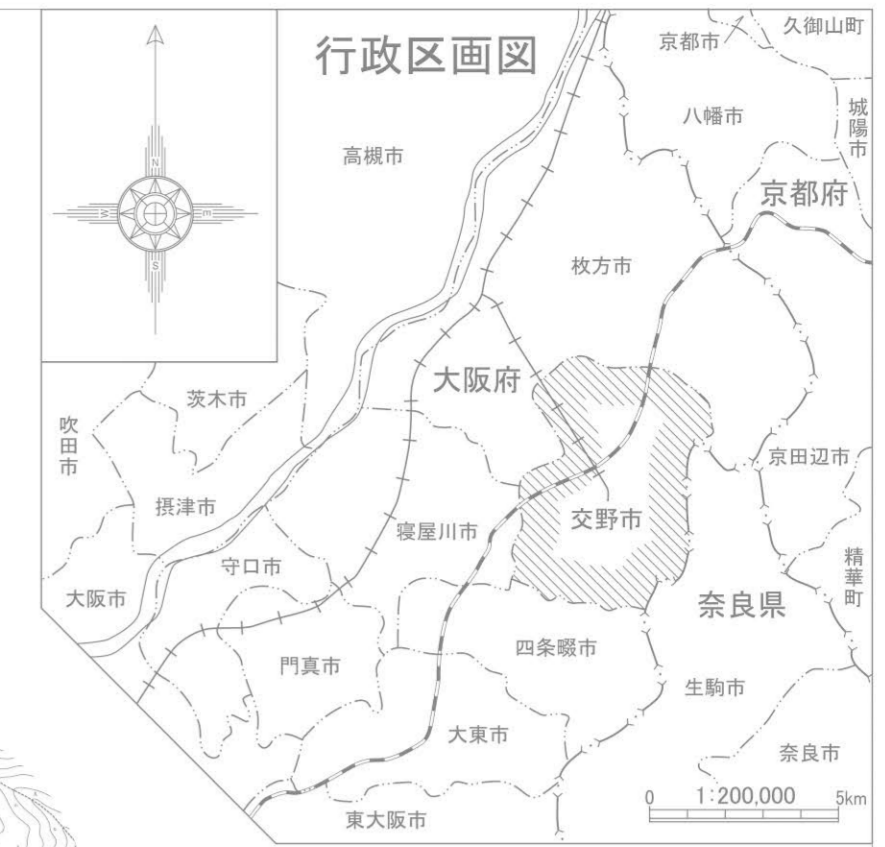 行政区画図
京都市
久御山町
八幡市
城陽市
高槻市
京都府
N
W
E
S
枚方市
大阪府
茨木市
吹田市
京田辺市
摂津市
交野市
寝屋川市
守口市
精華町
大阪市
奈良県
四条畷市
門真市
生駒市
大東市
奈良市
0 1:200,000 5km
東大阪市